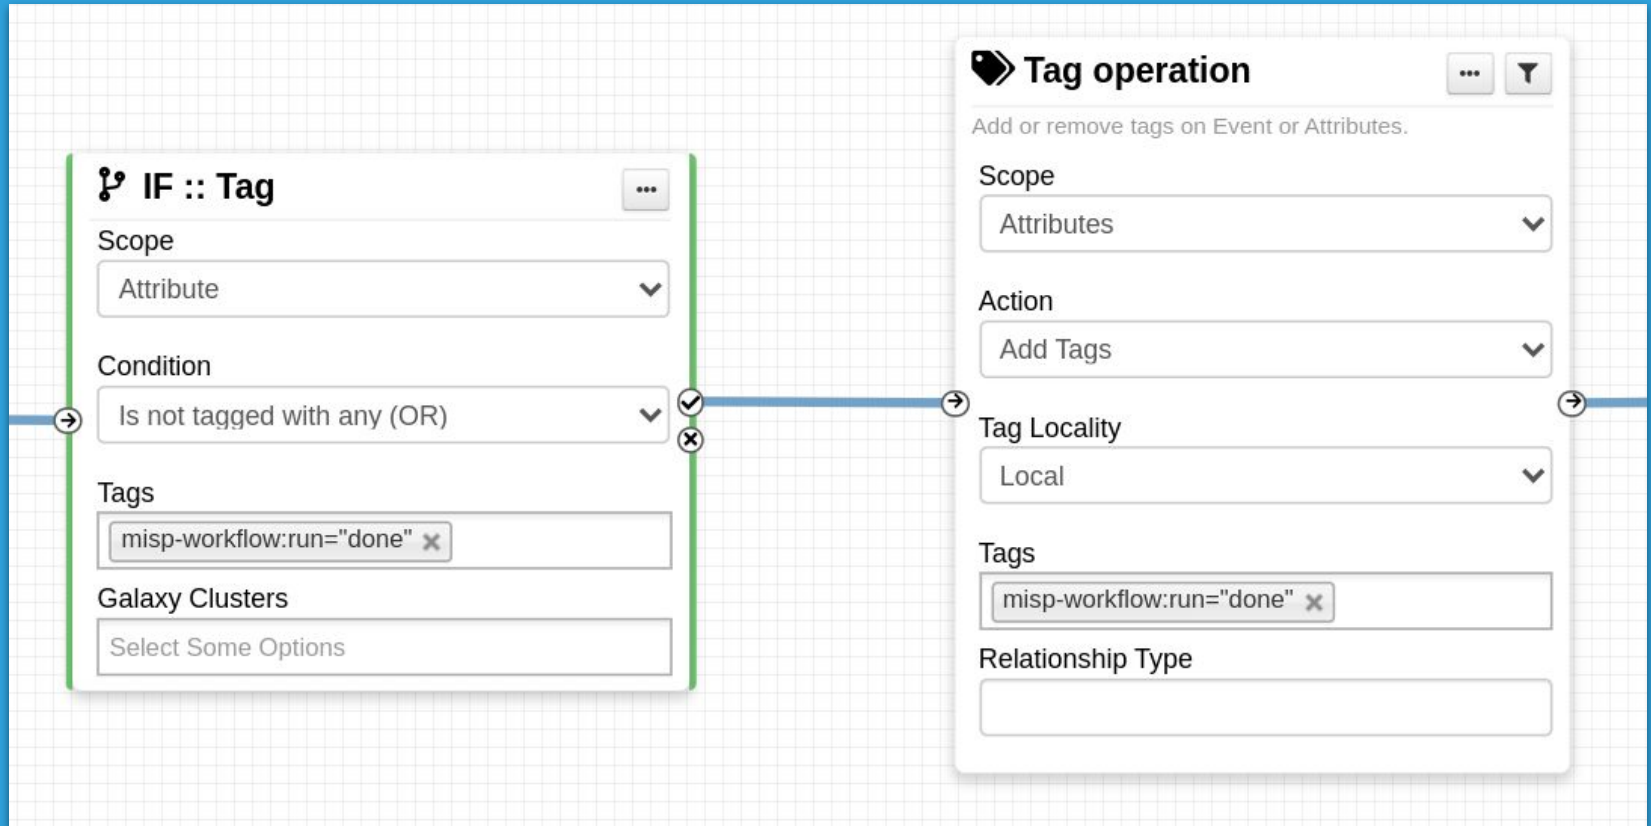 IF :: Tag
Scope
Attribute
Condition
Is not tagged with any (OR)
Tags
misp-workflow:run="done"
Galaxy Clusters
Select Some Options
Tag operation
Add or remove tags on Event or Attributes.
Scope
Attributes
Action
Add Tags
Tag Locality
Local
Tags
misp-workflow:run="done"
Relationship Type